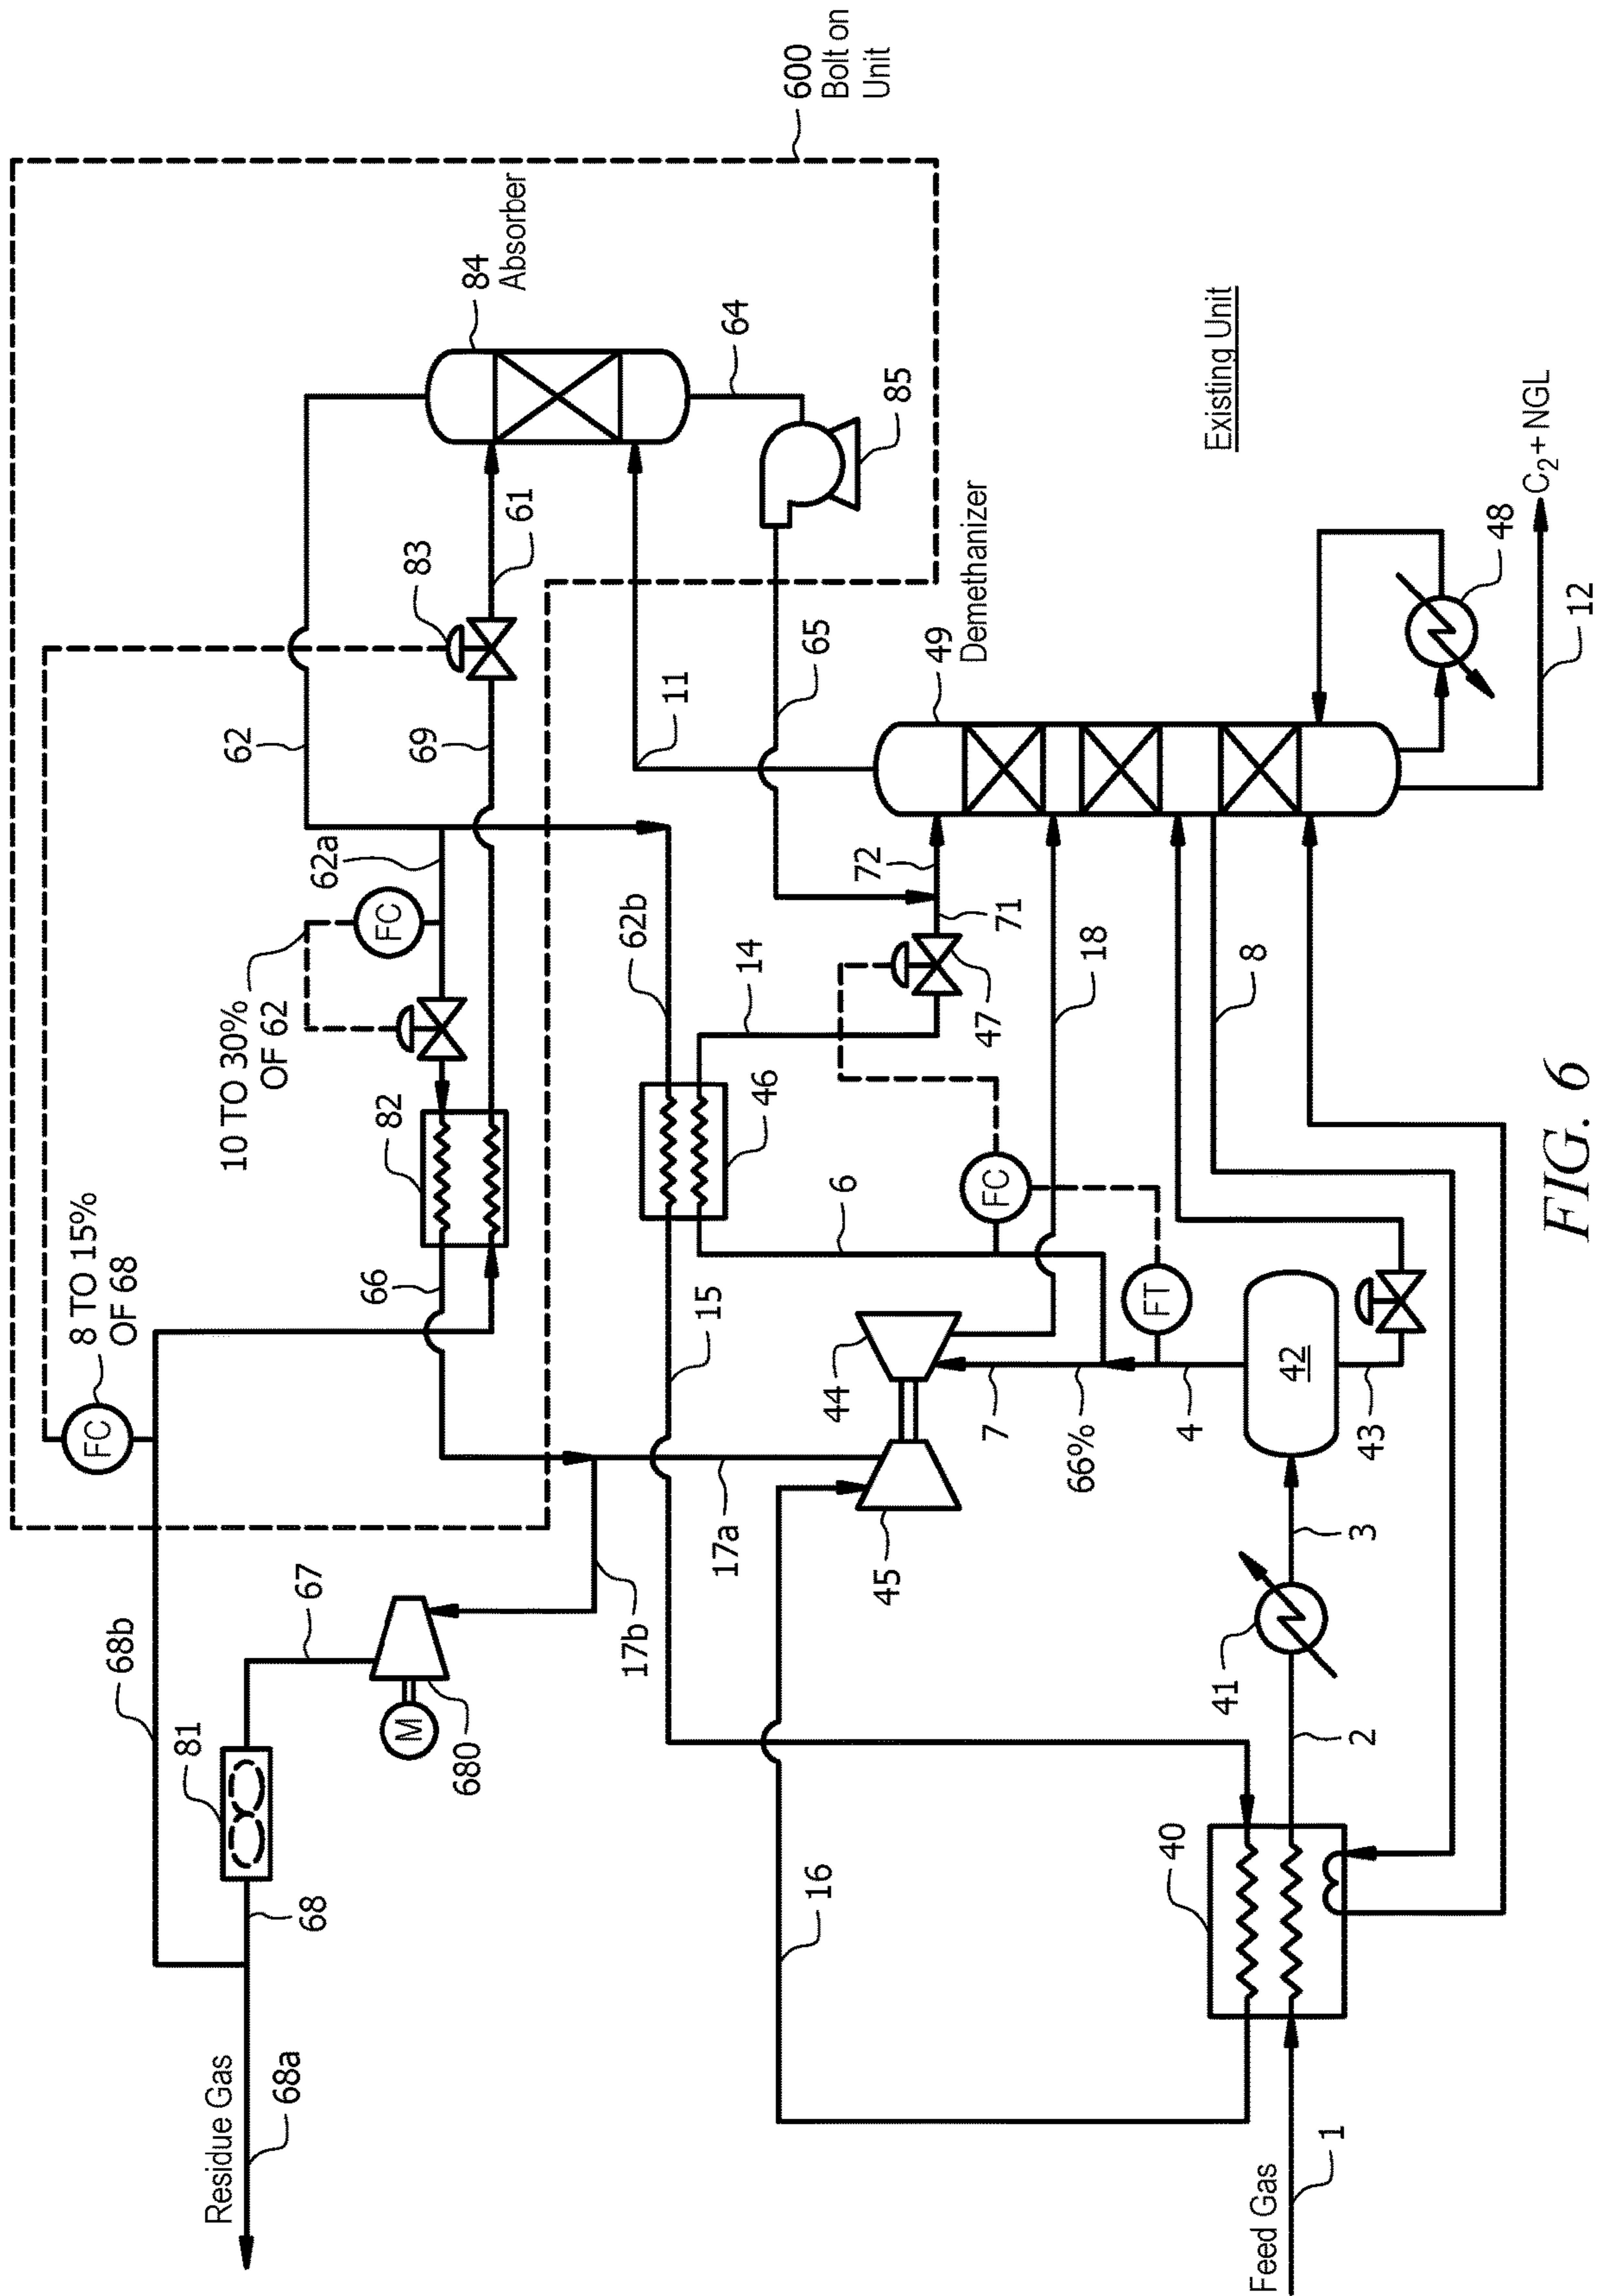 600
Bolt on
Unit
84
Absorber
64
85
61
83
62
69
11
65
49
Demethanizer
Existing Unit
C2 + NGL
48
12
62a
FC
10 TO 30%
OF 62
82
62b
72
71
14
47
18
8
46
6
FC
FT
8 TO 15%
OF 68
FC
66
15
44
7
66%
4
42
43
17a
45
3
41
2
67
17b
M
680
68b
81
68
16
40
Residue Gas
68a
Feed Gas
1
FIG. 6